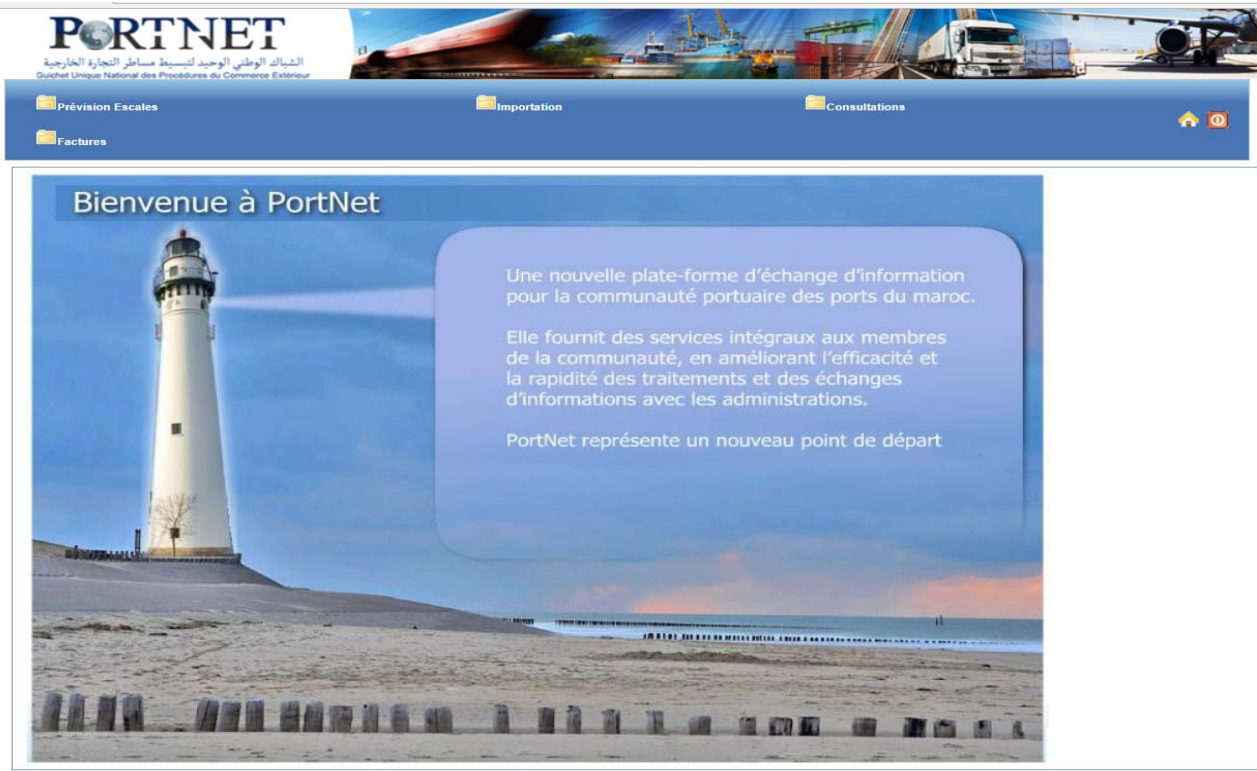 PORTNET
الشباك الوطني الوحيد لتبسيط مساطر التجارة الخارجية
Guichet Unique National des Procédures du Commerce Extérieur
Prévision Escales
Importation
Consultations
Factures
Bienvenue à PortNet
Une nouvelle plate-forme d'échange d'information
pour la communauté portuaire des ports du maroc.
Elle fournit des services intégraux aux membres
de la communauté, en améliorant l'efficacité et
la rapidité des traitements et des échanges
d'informations avec les administrations.
PortNet représente un nouveau point de départ